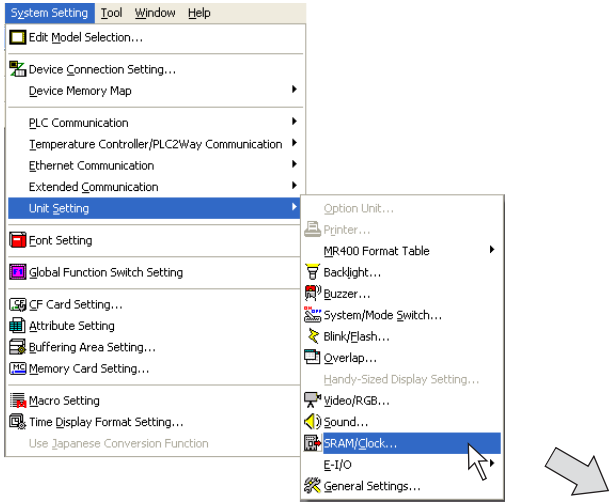 System Setting Tool Window Help
Edit Model Selection...
Device Connection Setting...
Device Memory Map
PLC Communication
Temperature Controller/PLC2Way Communication
Ethernet Communication
Extended Communication
Unit Setting
Font Setting
Global Function Switch Setting
CF Card Setting...
Attribute Setting
Buffering Area Setting...
Memory Card Setting...
Macro Setting
Time Display Format Setting...
Use Japanese Conversion Function
Option Unit...
Printer...
MR400 Format Table
Backlight...
Buzzer...
System/Mode Switch...
Blink/Flash...
Overlap...
Handy-Sized Display Setting...
Video/RGB...
Sound...
SRAM/Clock...
E-I/O
General Settings...